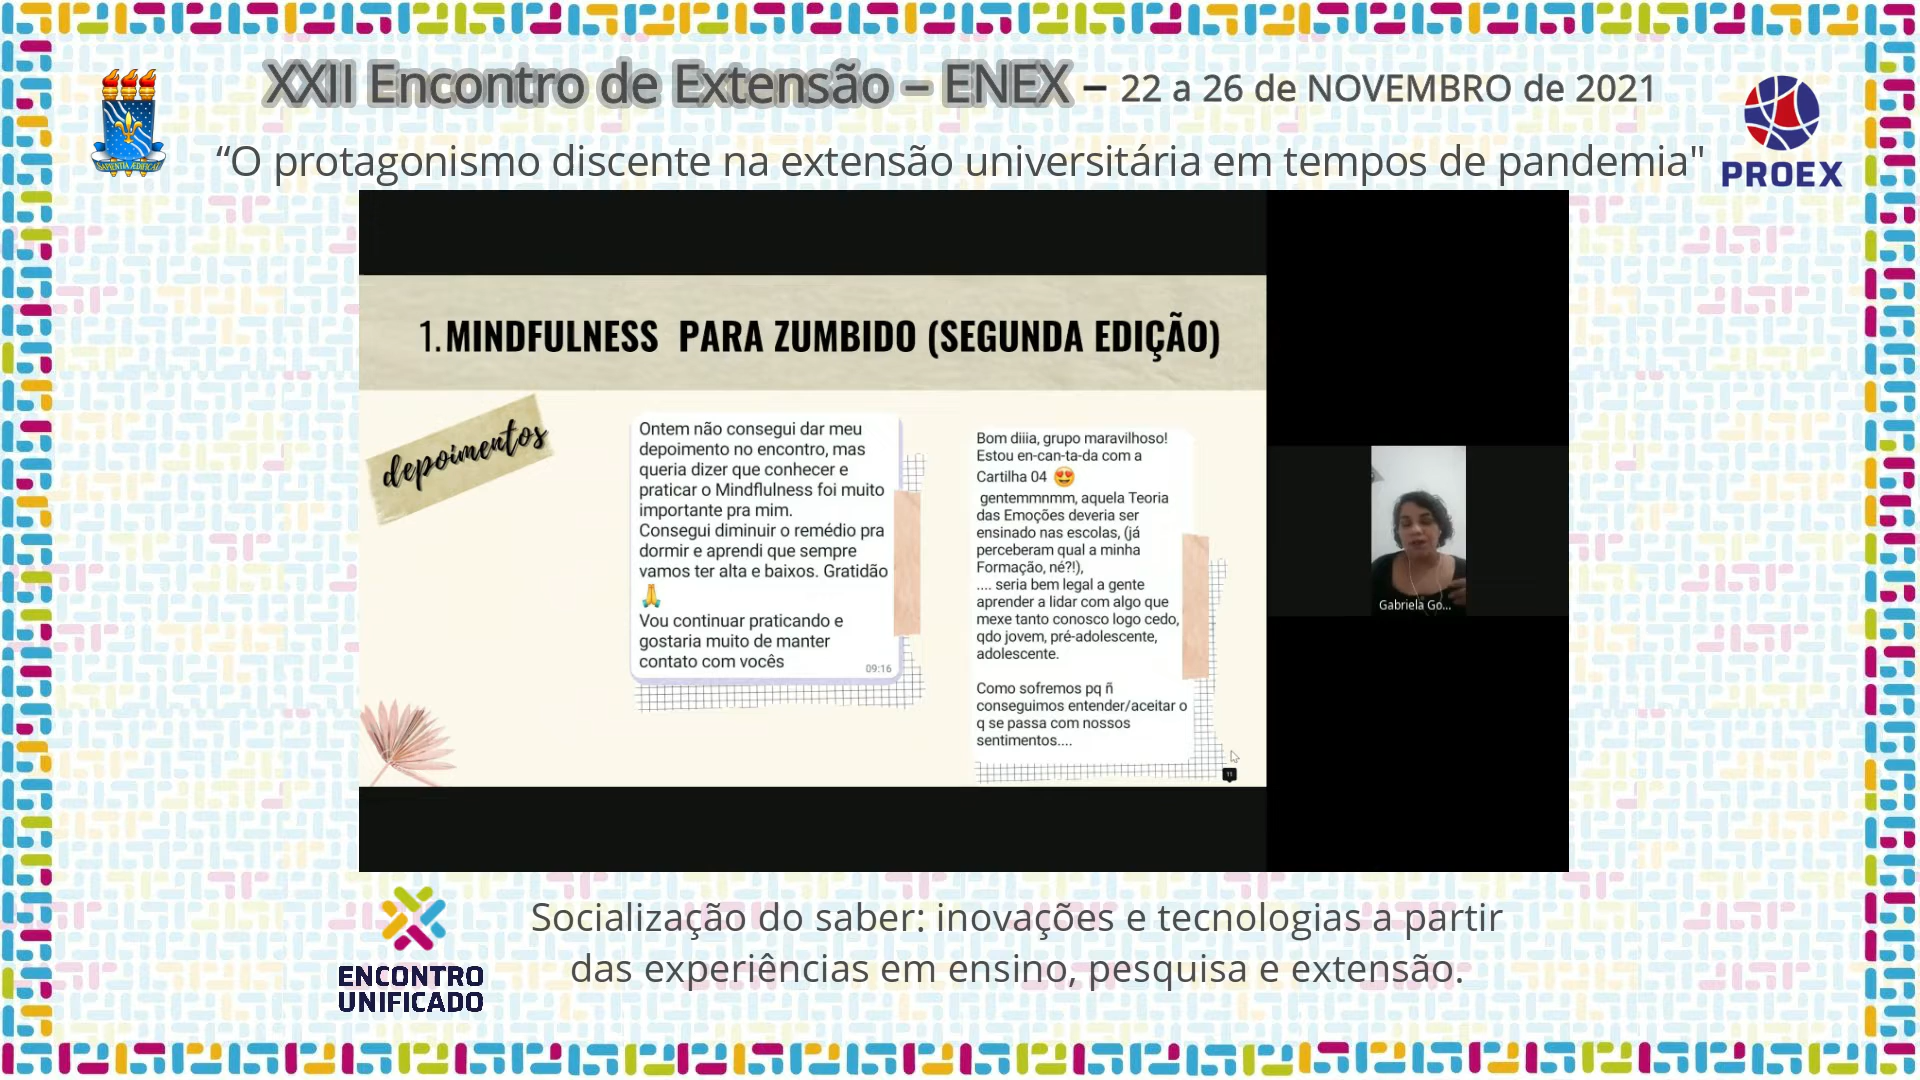 XXII Encontro de Extensão – ENEX – 22 a 26 de NOVEMBRO de 2021
“O protagonismo discente na extensão universitária em tempos de pandemia"
PROEX
1.MINDFULNESS PARA ZUMBIDO (SEGUNDA EDIÇÃO)
depoimentos
Ontem não consegui dar meu
depoimento no encontro, mas
queria dizer que conhecer e
praticar o Mindflulness foi muito
importante pra mim.
Consegui diminuir o remédio pra
dormir e aprendi que sempre
vamos ter alta e baixos. Gratidão
🙏
Vou continuar praticando e
gostaria muito de manter
contato com vocês
09:16
Bom diiia, grupo maravilhoso!
Estou en-can-ta-da com a
Cartilha 04 😍
gentemmnmm, aquela Teoria
das Emoções deveria ser
ensinado nas escolas, (já
perceberam qual a minha
Formação, né?!),
.... seria bem legal a gente
aprender a lidar com algo que
mexe tanto conosco logo cedo,
qdo jovem, pré-adolescente,
adolescente.
Como sofremos pq ñ
conseguimos entender/aceitar o
q se passa com nossos
sentimentos....
Gabriela Go...
ENCONTRO
UNIFICADO
Socialização do saber: inovações e tecnologias a partir
das experiências em ensino, pesquisa e extensão.